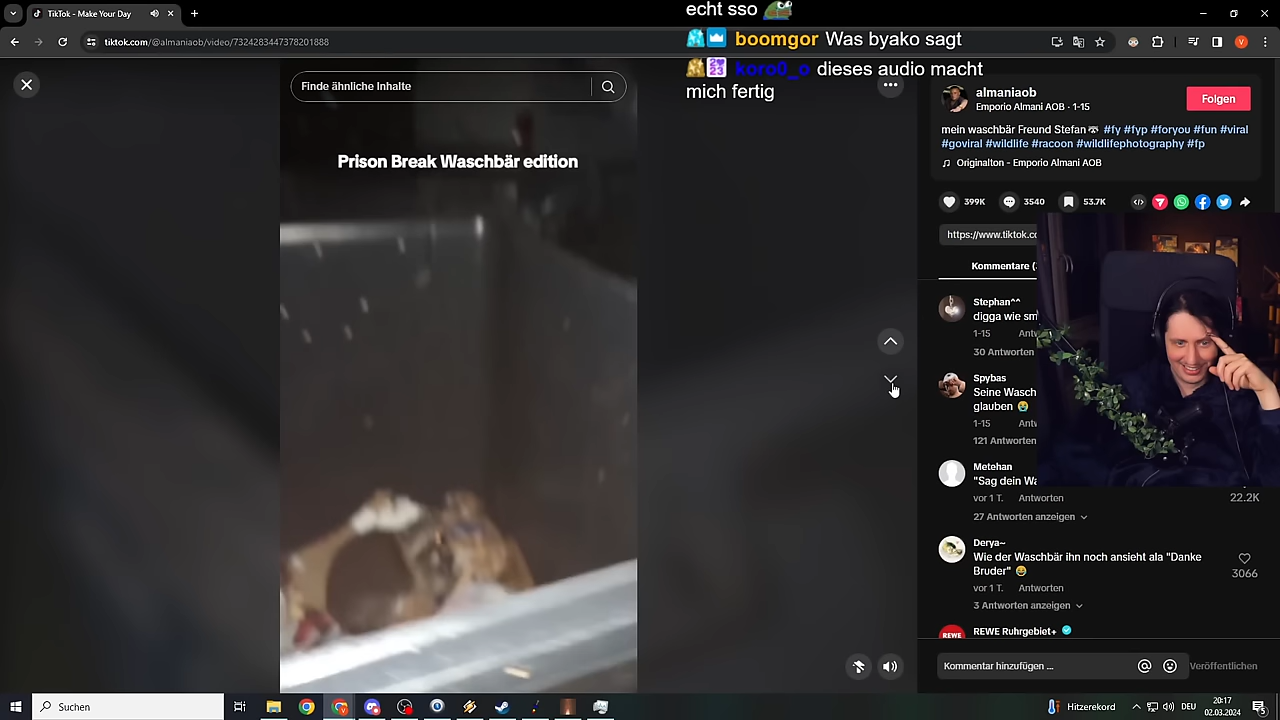 TikTok - Make Your Day
echt sso
tiktok.com/@almaniaob/video/7324283447378201888
boomgor Was byako sagt
koro0_o dieses audio macht
mich fertig
Finde ähnliche Inhalte
Prison Break Waschbär edition
almaniaob
Emporio Almani AOB · 1-15
Folgen
mein waschbär Freund Stefan🦝 #fy #fyp #foryou #fun #viral
#goviral #wildlife #racoon #wildlifephotography #fp
Originalton - Emporio Almani AOB
399K
3540
53.7K
https://www.tiktok.co
Kommentare (
Stephan^^
digga wie sm
1-15
30 Antworten
Spybas
Seine Wasch
glauben 😭
1-15
121 Antworten
Metehan
"Sag dein Wa
vor 1 T. Antworten
22.2K
27 Antworten anzeigen
Derya~
Wie der Waschbär ihn noch ansieht ala "Danke
Bruder" 😂
3066
vor 1 T. Antworten
3 Antworten anzeigen
REWE Ruhrgebiet+
REWE
Kommentar hinzufügen ...
Veröffentlichen
Suchen
Hitzerekord
DEU
20:17
02.03.2024